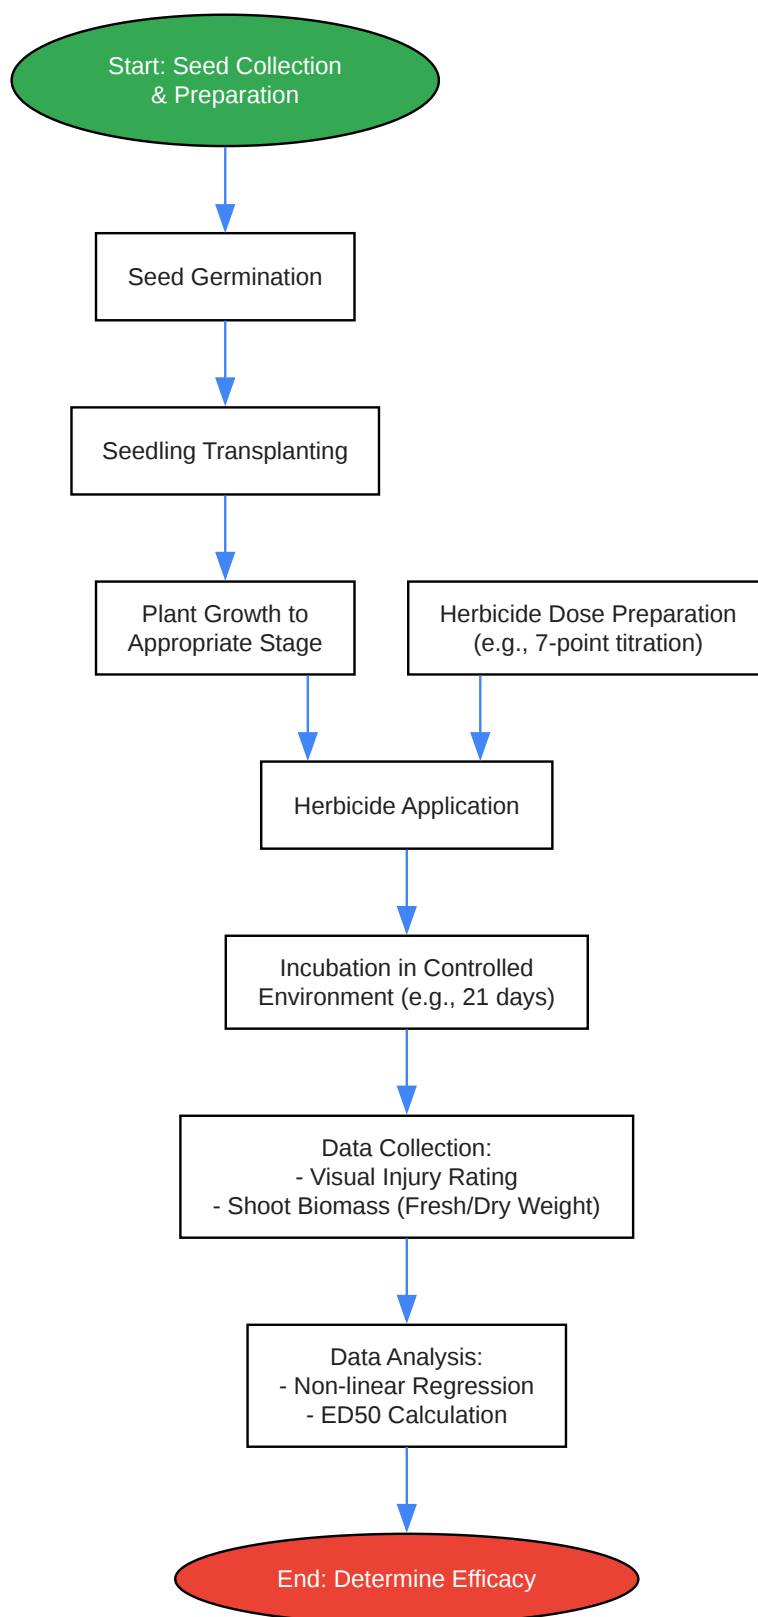 Start: Seed Collection
& Preparation
Seed Germination
Seedling Transplanting
Plant Growth to
Appropriate Stage
Herbicide Dose Preparation
(e.g., 7-point titration)
Herbicide Application
Incubation in Controlled
Environment (e.g., 21 days)
Data Collection:
- Visual Injury Rating
- Shoot Biomass (Fresh/Dry Weight)
Data Analysis:
- Non-linear Regression
- ED50 Calculation
End: Determine Efficacy